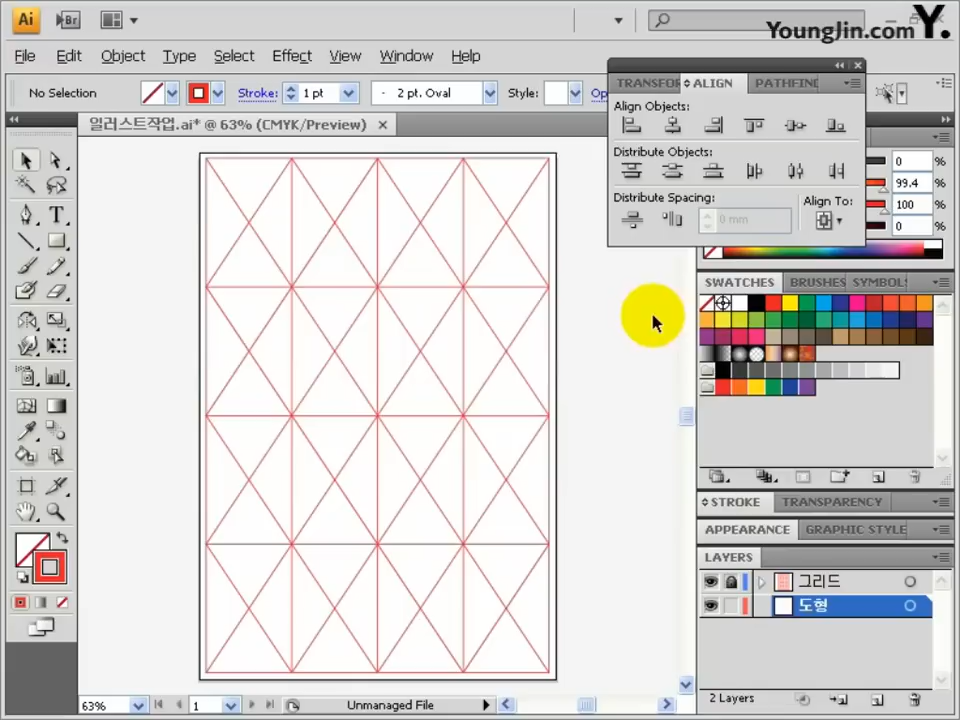 Ai Br
YoungJin.com Y.
File Edit Object Type Select Effect View Window Help
No Selection Stroke: 1 pt 2 pt. Oval Style:
일러스트작업.ai* @ 63% (CMYK/Preview)
ALIGN
Align Objects:
Distribute Objects:
Distribute Spacing: Align To:
0 mm
0 %
99.4 %
100 %
0 %
SWATCHES BRUSHES SYMBOLS
STROKE TRANSPARENCY
APPEARANCE GRAPHIC STYLE
LAYERS
그리드
도형
2 Layers
63% 1 Unmanaged File